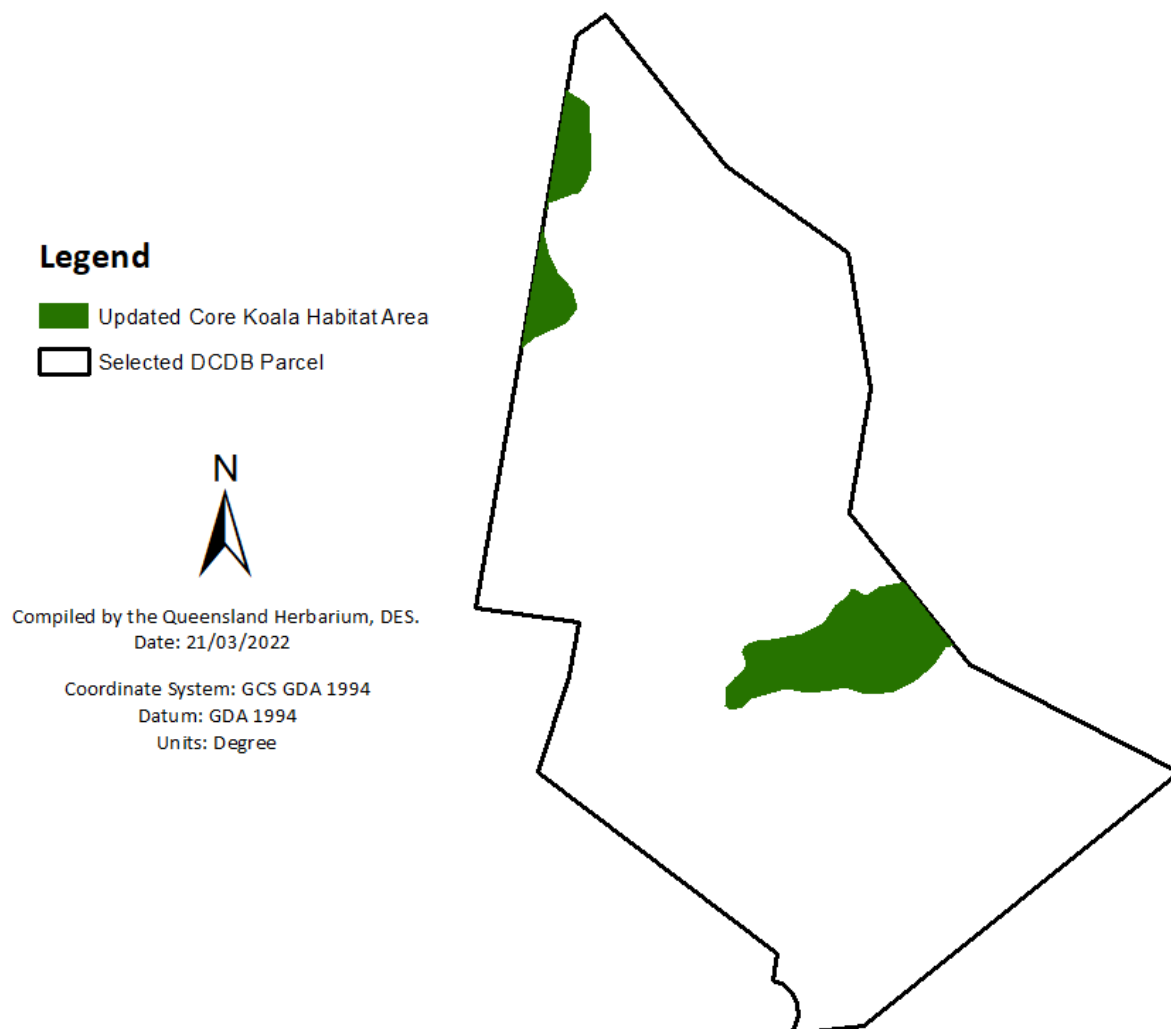 Legend
Updated Core Koala Habitat Area
Selected DCDB Parcel
N
Compiled by the Queensland Herbarium, DES.
Date: 21/03/2022
Coordinate System: GCS GDA 1994
Datum: GDA 1994
Units: Degree